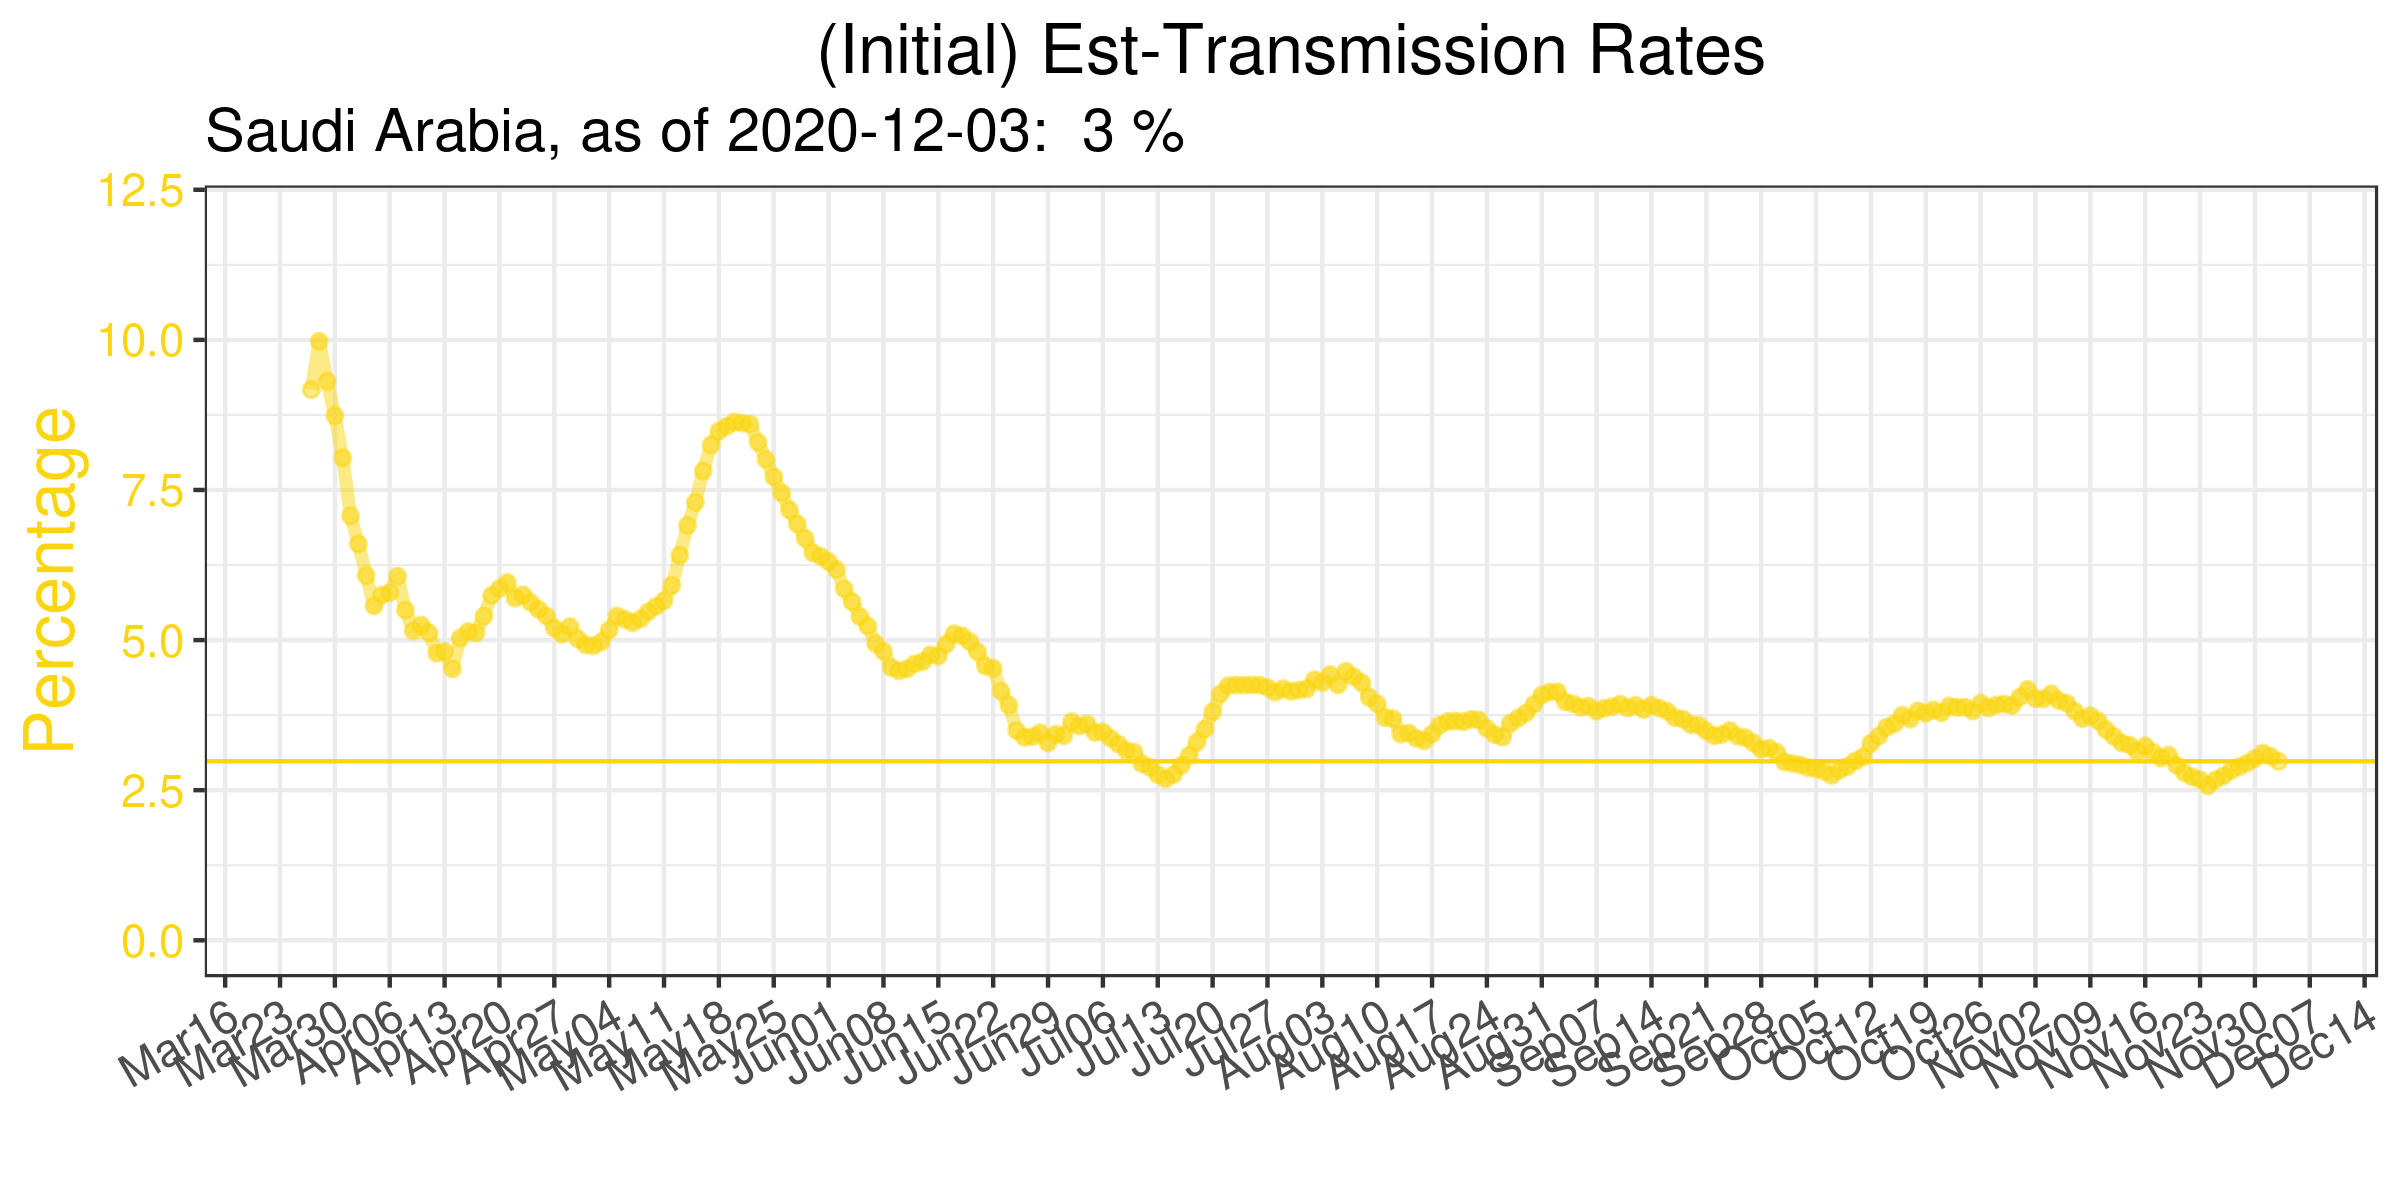 (Initial) Est-Transmission Rates
Saudi Arabia, as of 2020-12-03:  3 %
Percentage
12.5
10.0
7.5
5.0
2.5
0.0
Mar16
Mar23
Mar30
Apr06
Apr13
Apr20
Apr27
May04
May11
May18
May25
Jun01
Jun08
Jun15
Jun22
Jun29
Jul06
Jul13
Jul20
Jul27
Aug03
Aug10
Aug17
Aug24
Aug31
Sep07
Sep14
Sep21
Sep28
Oct05
Oct12
Oct19
Oct26
Nov02
Nov09
Nov16
Nov23
Nov30
Dec07
Dec14